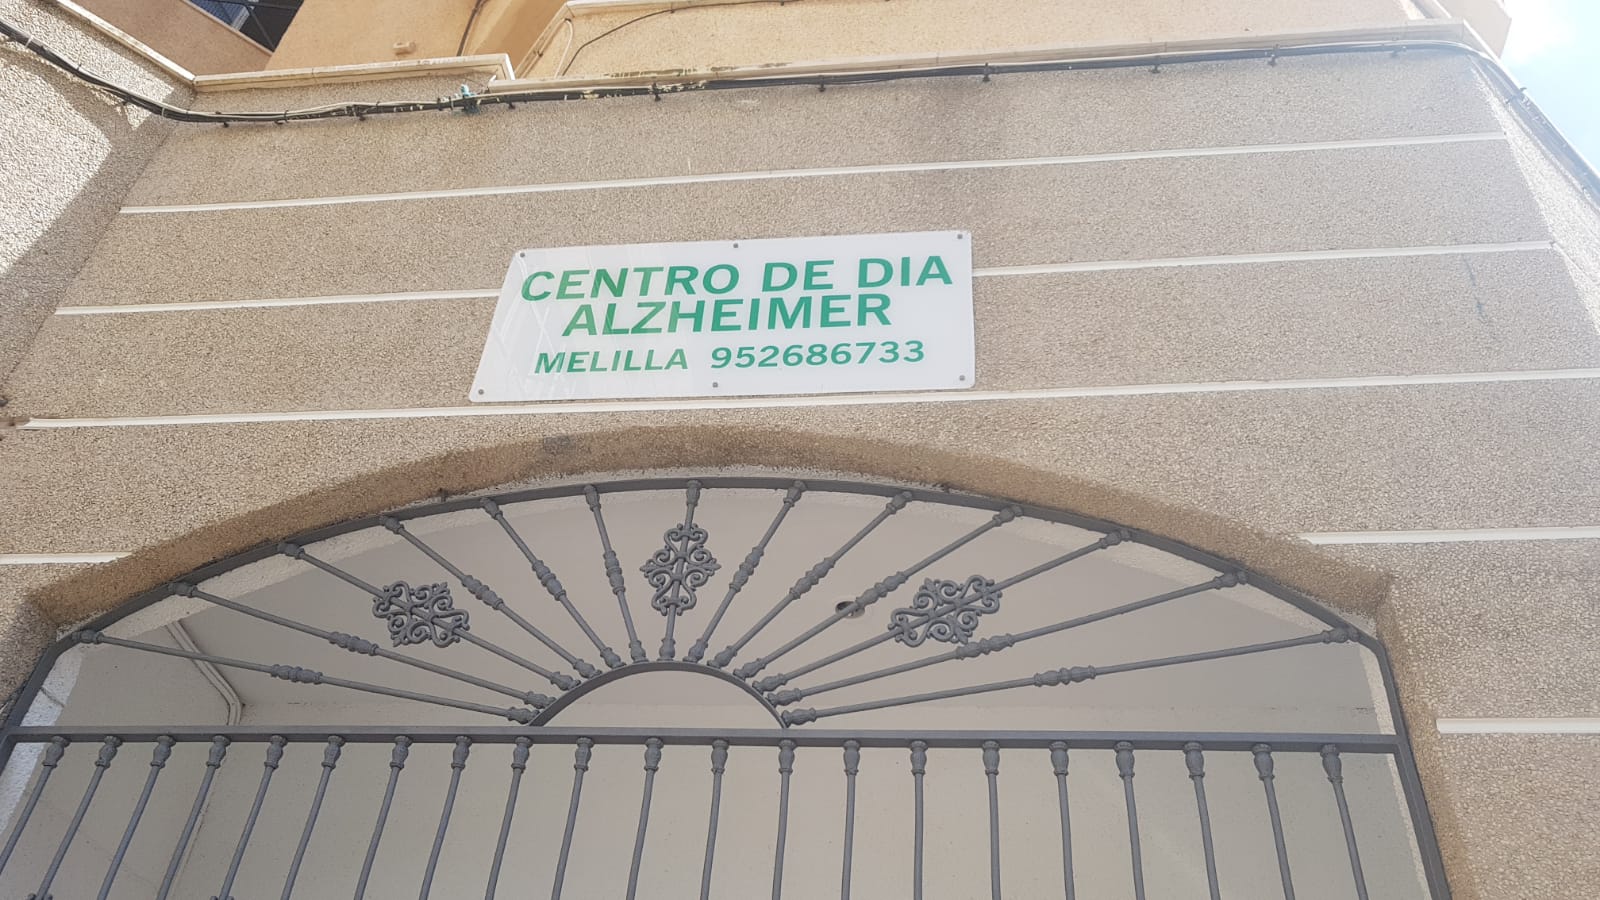 CENTRO DE DIA
ALZHEIMER
MELILLA 952686733